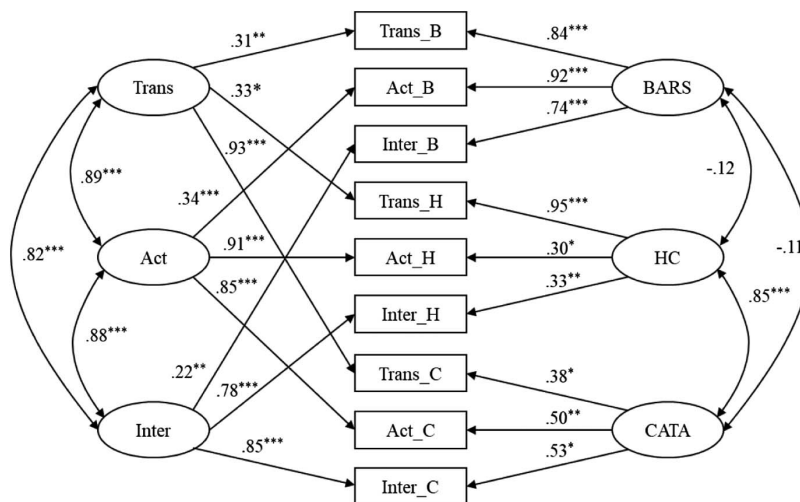 Trans_B
.31**
.84***
.33*
Trans
Act_B
.92***
BARS
.93***
Inter_B
.74***
.89***
.34***
Trans_H
.95***
-.12
.82***
Act
.91***
Act_H
.30*
HC
-.11
.85***
.33**
.85***
Inter_H
.88***
.22**
.78***
Trans_C
.38*
Inter
.85***
Act_C
.50**
CATA
.53*
Inter_C